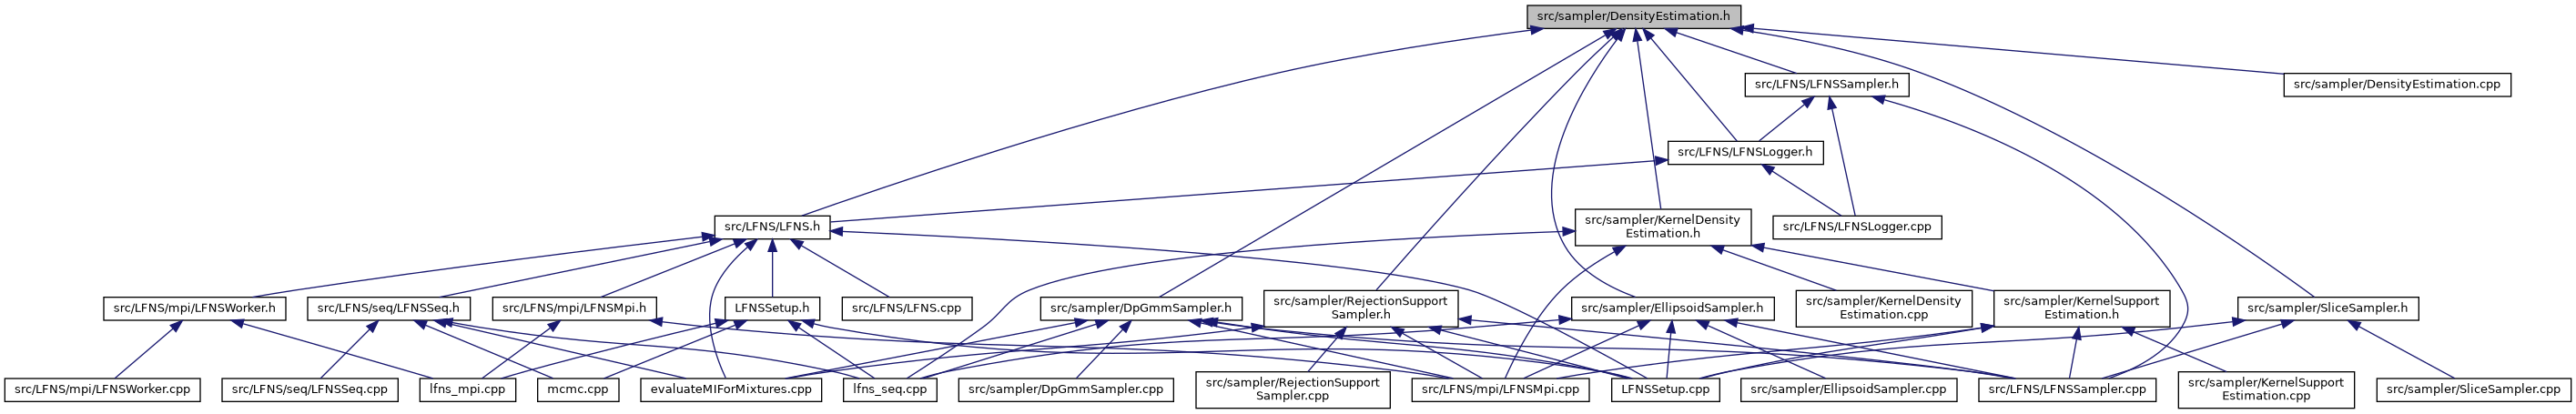 src/sampler/DensityEstimation.h
src/LFNS/LFNSSampler.h
src/sampler/DensityEstimation.cpp
src/LFNS/LFNSLogger.h
src/LFNS/LFNS.h
src/sampler/KernelDensity
Estimation.h
src/LFNS/LFNSLogger.cpp
src/LFNS/mpi/LFNSWorker.h
src/LFNS/seq/LFNSSeq.h
src/LFNS/mpi/LFNSMpi.h
LFNSSetup.h
src/LFNS/LFNS.cpp
src/sampler/DpGmmSampler.h
src/sampler/RejectionSupport
Sampler.h
src/sampler/EllipsoidSampler.h
src/sampler/KernelDensity
Estimation.cpp
src/sampler/KernelSupport
Estimation.h
src/sampler/SliceSampler.h
src/LFNS/mpi/LFNSWorker.cpp
src/LFNS/seq/LFNSSeq.cpp
lfns_mpi.cpp
mcmc.cpp
evaluateMIForMixtures.cpp
lfns_seq.cpp
src/sampler/DpGmmSampler.cpp
src/sampler/RejectionSupport
Sampler.cpp
src/LFNS/mpi/LFNSMpi.cpp
LFNSSetup.cpp
src/sampler/EllipsoidSampler.cpp
src/LFNS/LFNSSampler.cpp
src/sampler/KernelSupport
Estimation.cpp
src/sampler/SliceSampler.cpp